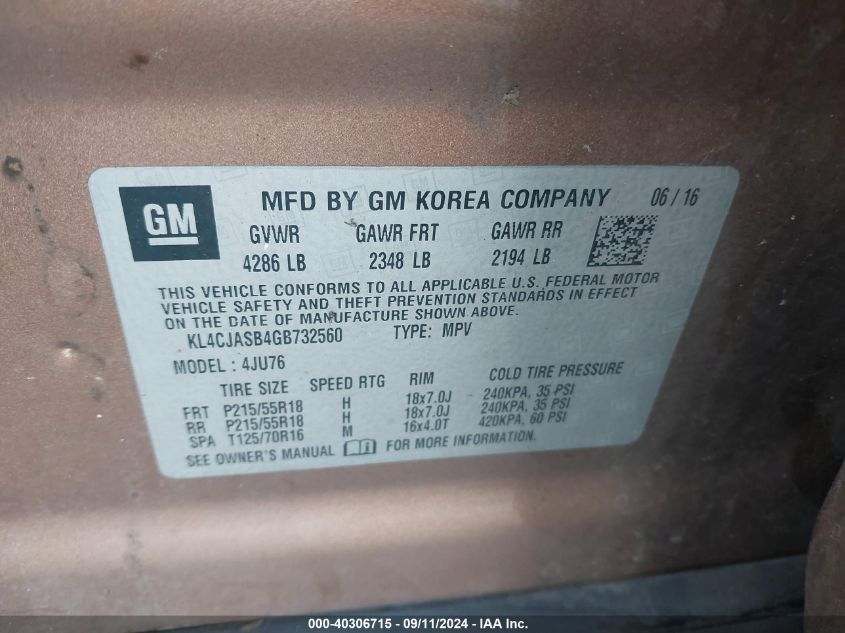 GM
MFD BY GM KOREA COMPANY 06 / 16
GVWR GAWR FRT GAWR RR
4286 LB 2348 LB 2194 LB
THIS VEHICLE CONFORMS TO ALL APPLICABLE U.S. FEDERAL MOTOR
VEHICLE SAFETY AND THEFT PREVENTION STANDARDS IN EFFECT
ON THE DATE OF MANUFACTURE SHOWN ABOVE.
KL4CJASB4GB732560 TYPE: MPV
MODEL : 4JU76
TIRE SIZE SPEED RTG RIM COLD TIRE PRESSURE
FRT P215/55R18 H 18x7.0J 240KPA, 35 PSI
RR P215/55R18 H 18x7.0J 240KPA, 35 PSI
SPA T125/70R16 M 16x4.0T 420KPA, 60 PSI
SEE OWNER'S MANUAL FOR MORE INFORMATION.
000-40306715 - 09/11/2024 - IAA Inc.